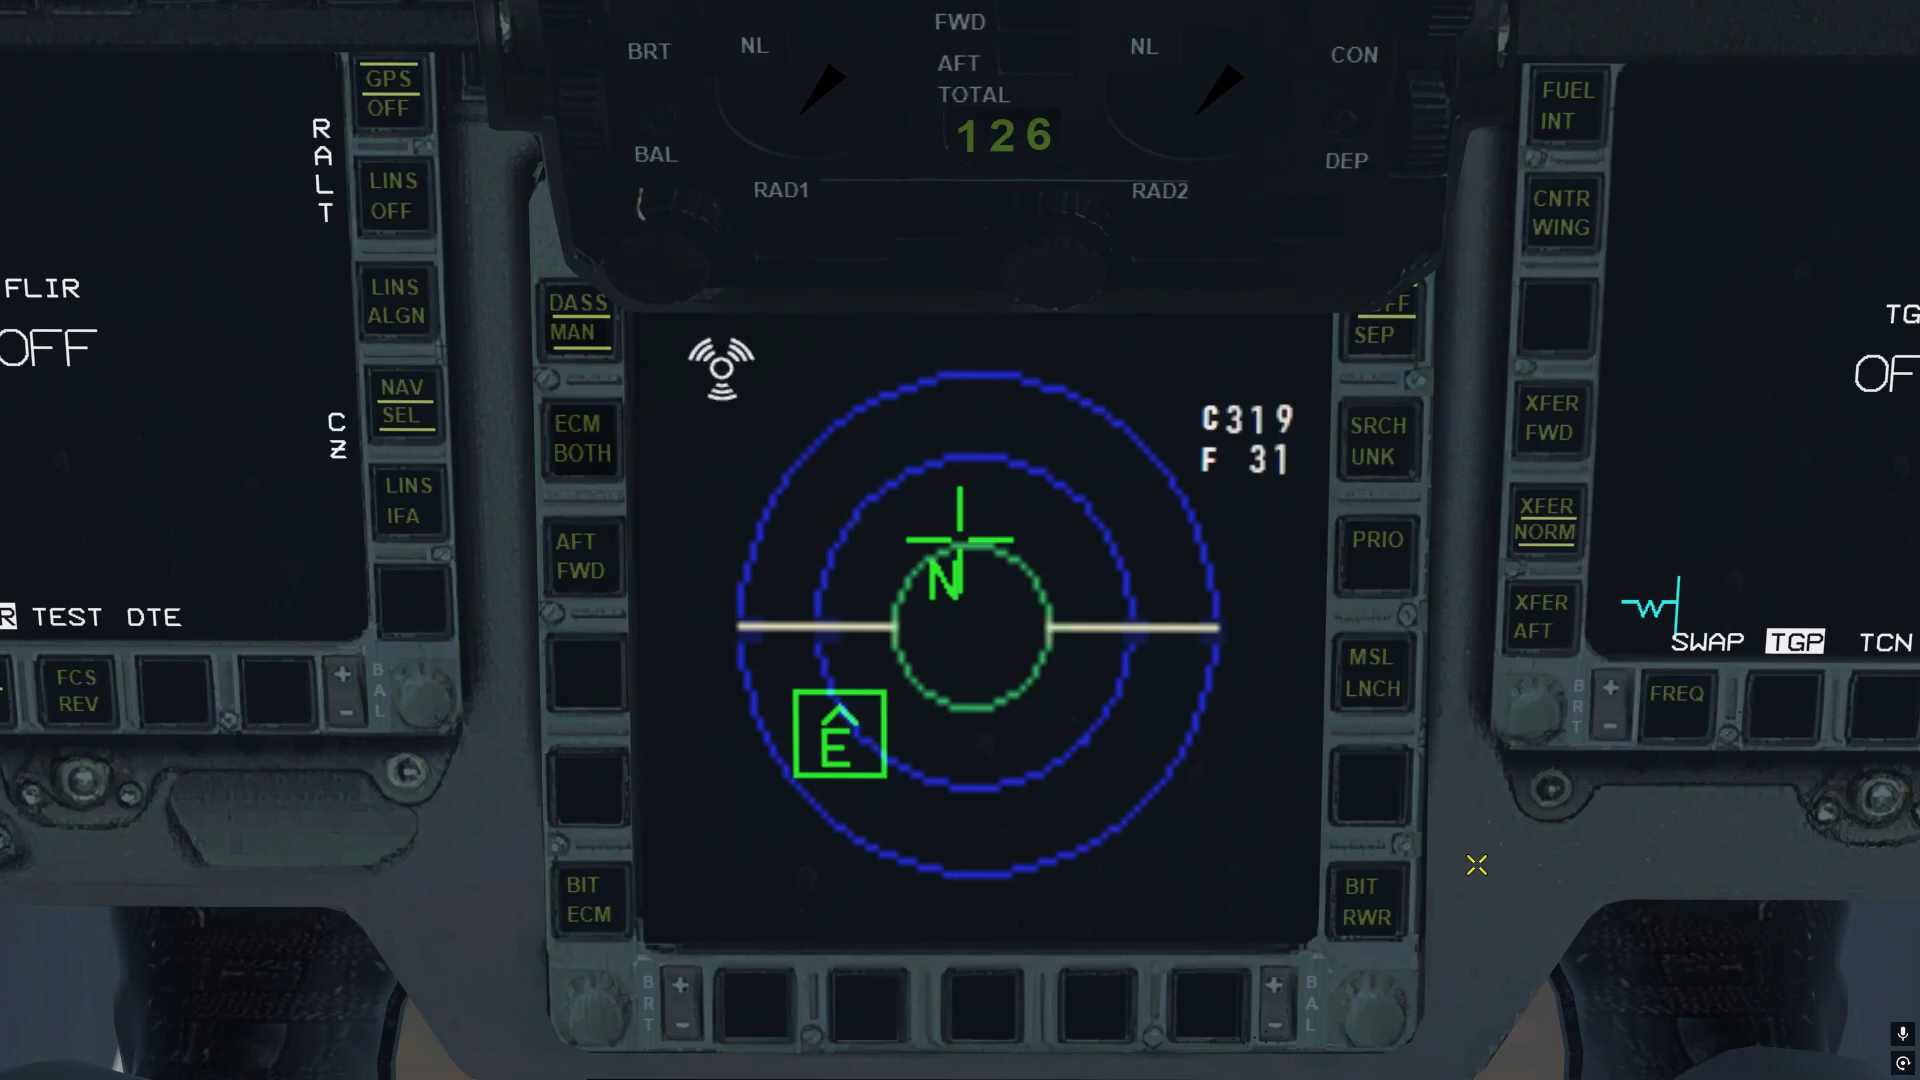 GPS
OFF
R
A
L
T
LINS
OFF
FLIR
OFF
LINS
ALGN
NAV
SEL
C
Z
LINS
IFA
R TEST DTE
FCS
REV
+
-
B
A
L
BRT
NL
FWD
AFT
TOTAL
126
NL
CON
BAL
DEP
RAD1
RAD2
DASS
MAN
ECM
BOTH
AFT
FWD
BIT
ECM
C319
F 31
N
E
SEP
SRCH
UNK
PRIO
MSL
LNCH
BIT
RWR
B
R
T
+
-
+
-
B
A
L
FUEL
INT
CNTR
WING
XFER
FWD
XFER
NORM
XFER
AFT
W
SWAP TGP TCN
B
R
T
+
-
FREQ